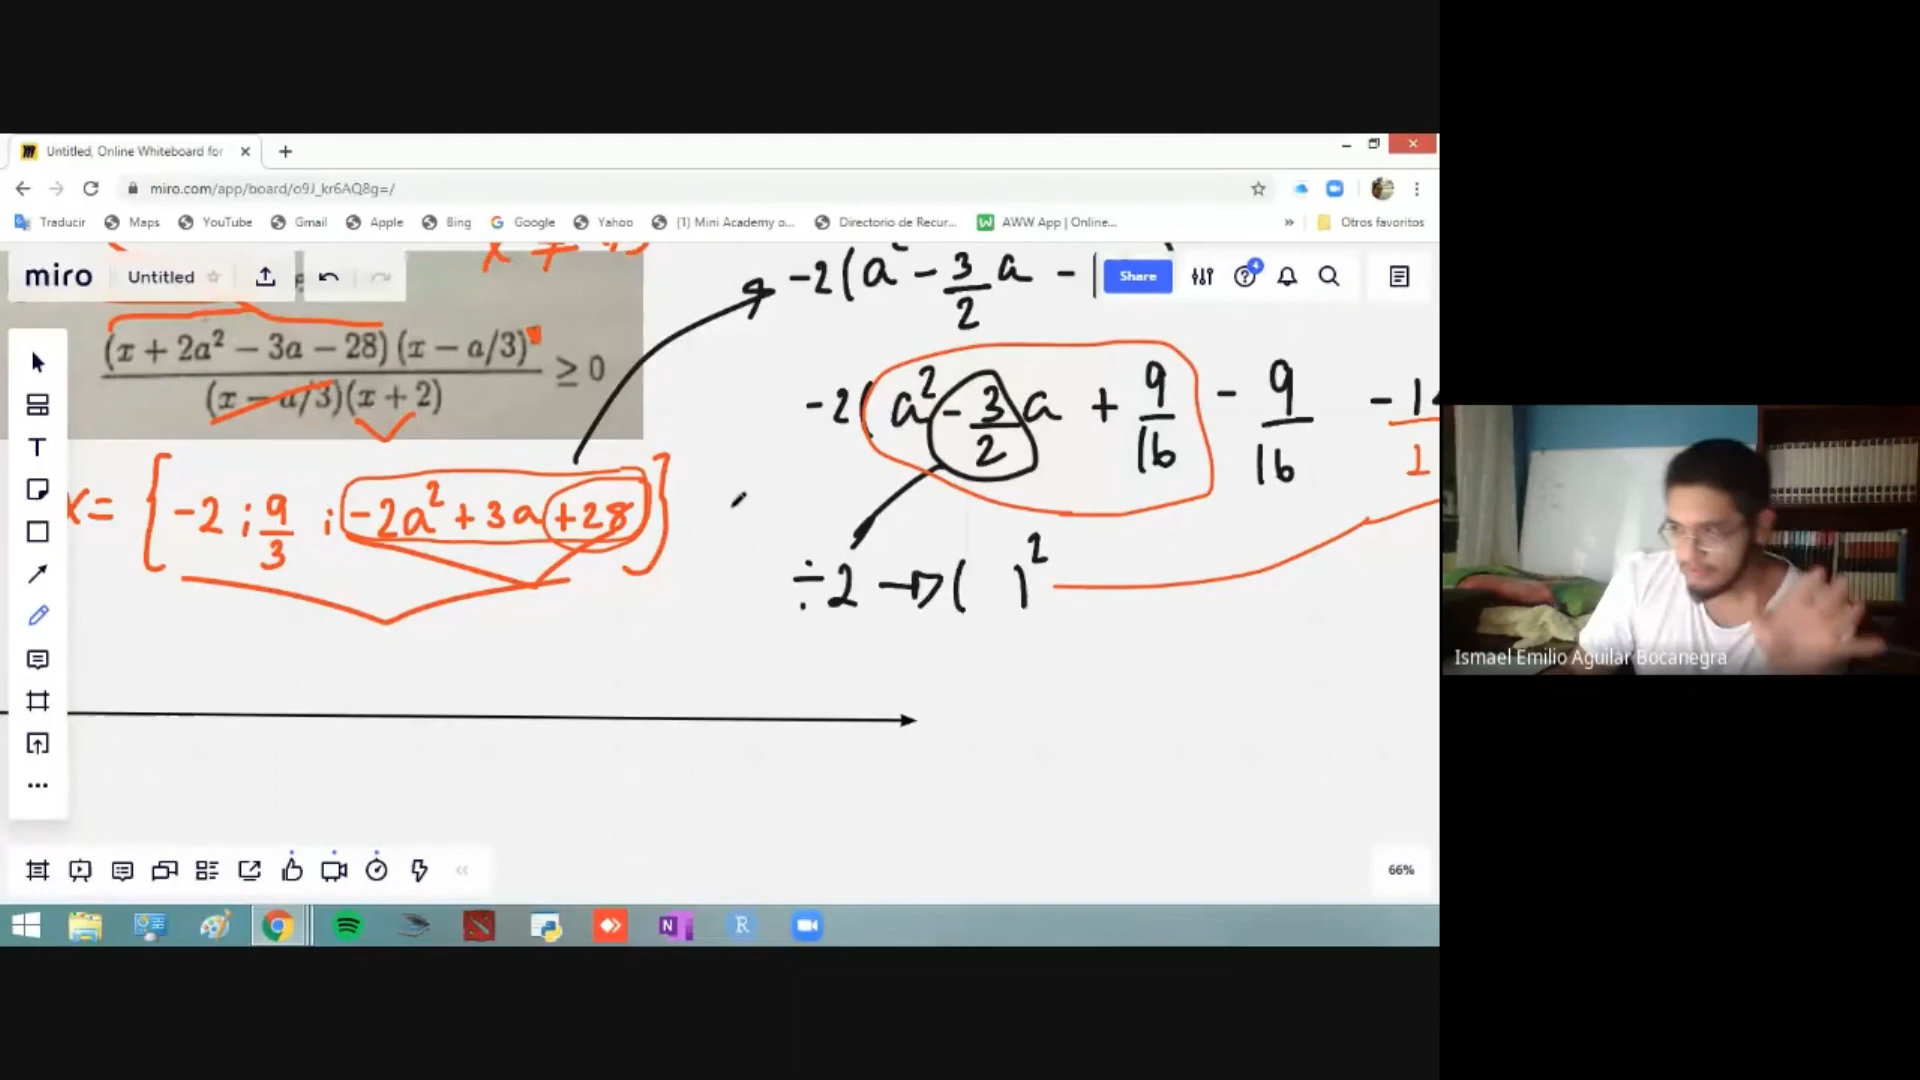 Untitled, Online Whiteboard for
miro.com/app/board/o9J_kr6AQ8g=/
Traducir Maps YouTube Gmail Apple Bing Google Yahoo [1] Mini Academy o... Directorio de Recur... AWW App | Online... » Otros favoritos
miro Untitled Share 4
(x + 2a² − 3a − 28)(x − a/3)
(x − a/3)(x + 2)
≥ 0
x= { -2 ; 9/3 ; -2a² + 3a + 28 }
-2(a² - 3/2 a -
-2(a² - 3/2 a + 9/16 - 9/16
÷2 → ( )²
Ismael Emilio Aguilar Bocanegra
66%